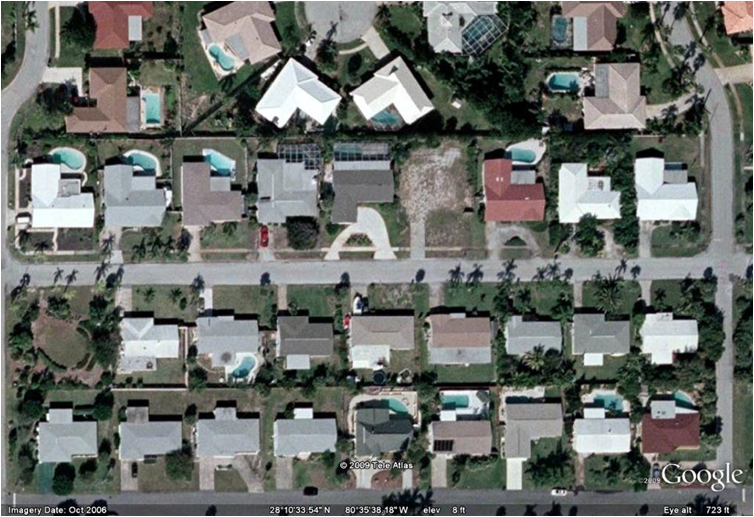 © 2009 Tele Atlas
©2009 Google
Imagery Date: Oct 2006 28°10'33.54" N 80°35'38.18" W elev 8 ft Eye alt 723 ft